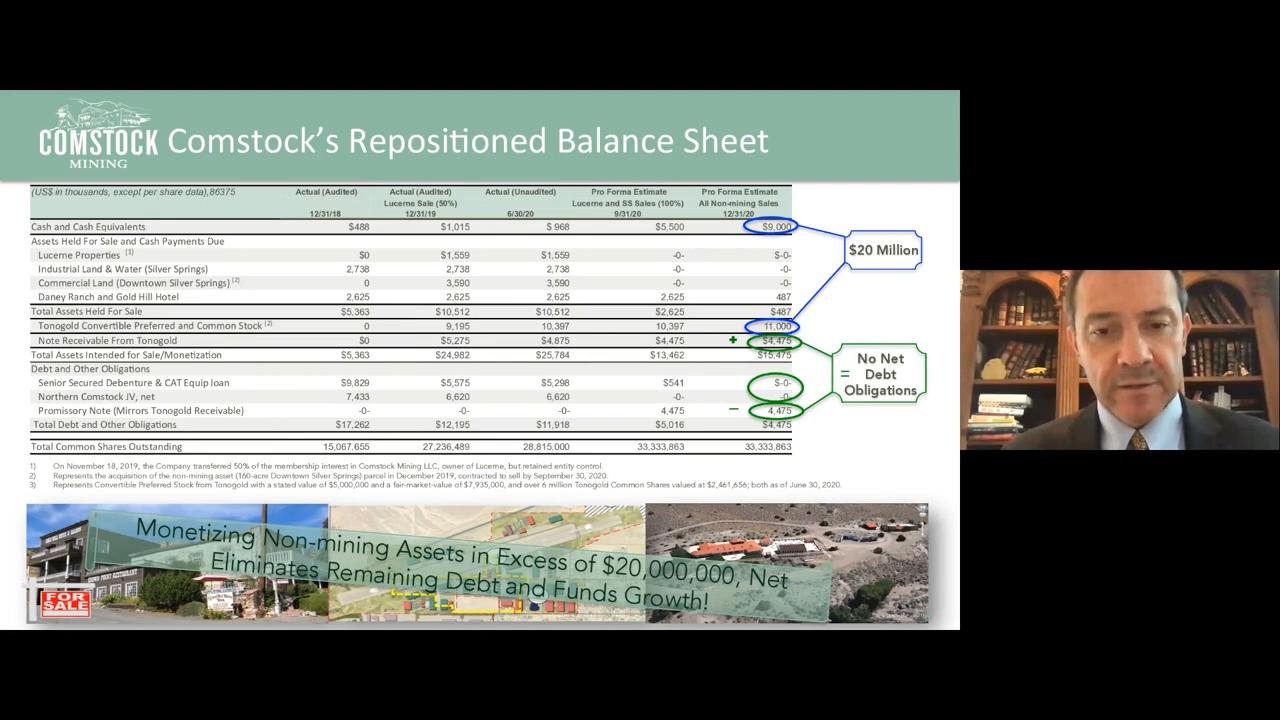 COMSTOCK
MINING
Comstock's Repositioned Balance Sheet
(US$ in thousands, except per share data),86375 Actual (Audited) Actual (Audited) Actual (Unaudited) Pro Forma Estimate Pro Forma Estimate
Lucerne Sale (50%) Lucerne and SS Sales (100%) All Non-mining Sales
12/31/18 12/31/19 6/30/20 9/31/20 12/31/20
Cash and Cash Equivalents $488 $1,015 $ 968 $5,500 $9,000
Assets Held For Sale and Cash Payments Due
Lucerne Properties (1) $0 $1,559 $1,559 -0- $-0-
Industrial Land & Water (Silver Springs) 2,738 2,738 2,738 -0- -0-
Commercial Land (Downtown Silver Springs) (2) 0 3,590 3,590 -0- -0-
Daney Ranch and Gold Hill Hotel 2,625 2,625 2,625 2,625 487
Total Assets Held For Sale $5,363 $10,512 $10,512 $2,625 $487
Tonogold Convertible Preferred and Common Stock (2) 0 9,195 10,397 10,397 11,000
Note Receivable From Tonogold $0 $5,275 $4,875 $4,475 + $4,475
Total Assets Intended for Sale/Monetization $5,363 $24,982 $25,784 $13,462 $15,475
Debt and Other Obligations
Senior Secured Debenture & CAT Equip loan $9,829 $5,575 $5,298 $541 $-0-
Northern Comstock JV, net 7,433 6,620 6,620 -0- -0-
Promissory Note (Mirrors Tonogold Receivable) -0- -0- -0- 4,475 — 4,475
Total Debt and Other Obligations $17,262 $12,195 $11,918 $5,016 $4,475
Total Common Shares Outstanding 15,067,655 27,236,489 28,815,000 33,333,863 33,333,863
$20 Million
No Net
= Debt
Obligations
1) On November 18, 2019, the Company transferred 50% of the membership interest in Comstock Mining LLC, owner of Lucerne, but retained entity control.
2) Represents the acquisition of the non-mining asset (160-acre Downtown Silver Springs) parcel in December 2019, contracted to sell by September 30, 2020.
3) Represents Convertible Preferred Stock from Tonogold with a stated value of $5,000,000 and a fair-market-value of $7,935,000, and over 6 million Tonogold Common Shares valued at $2,461,656; both as of June 30, 2020.
Monetizing Non-mining Assets in Excess of $20,000,000, Net
Eliminates Remaining Debt and Funds Growth!
FOR
SALE